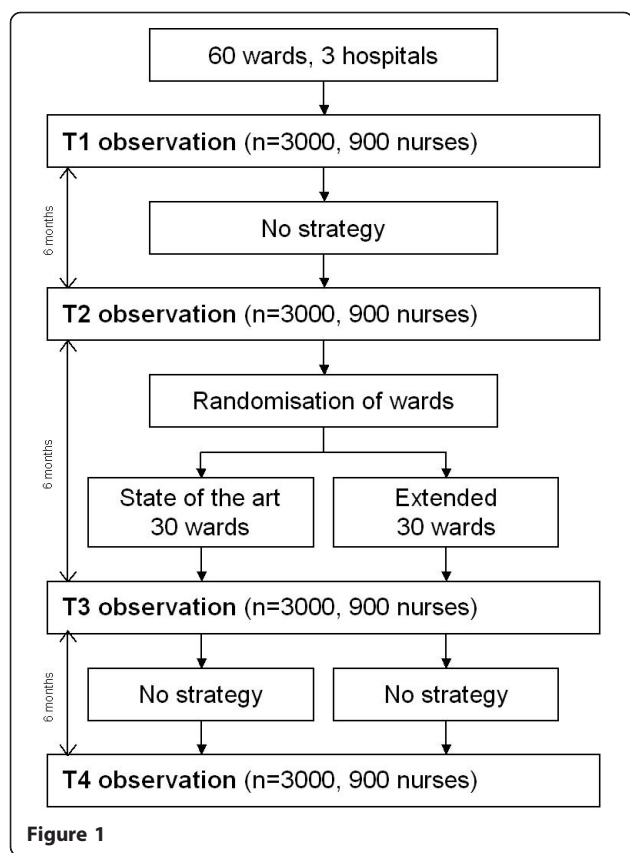 60 wards, 3 hospitals
T1 observation (n=3000, 900 nurses)
6 months
No strategy
T2 observation (n=3000, 900 nurses)
6 months
Randomisation of wards
State of the art
30 wards
Extended
30 wards
T3 observation (n=3000, 900 nurses)
6 months
No strategy
No strategy
T4 observation (n=3000, 900 nurses)
Figure 1